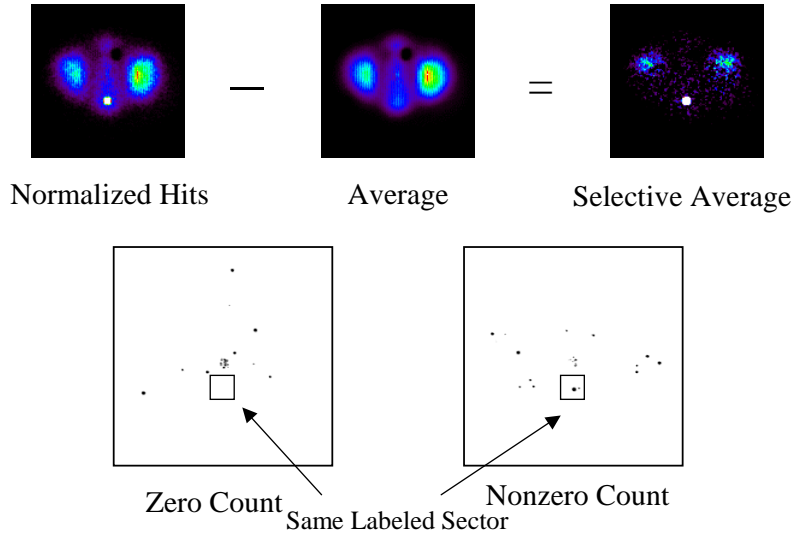 Normalized Hits
Average
Selective Average
Zero Count
Nonzero Count
Same Labeled Sector